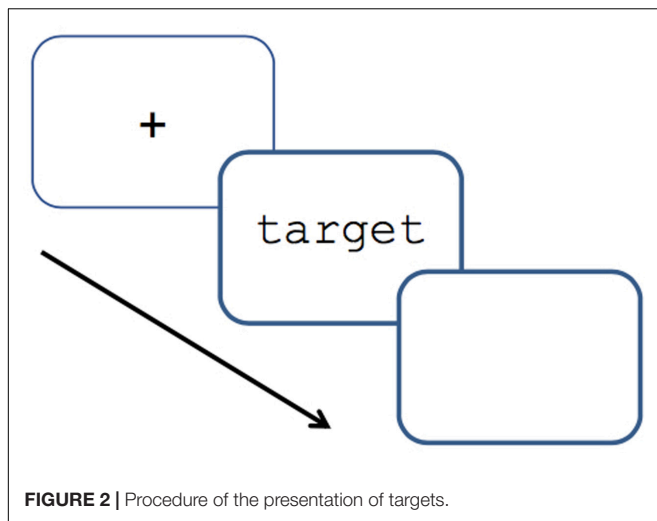 +
target
FIGURE 2 | Procedure of the presentation of targets.